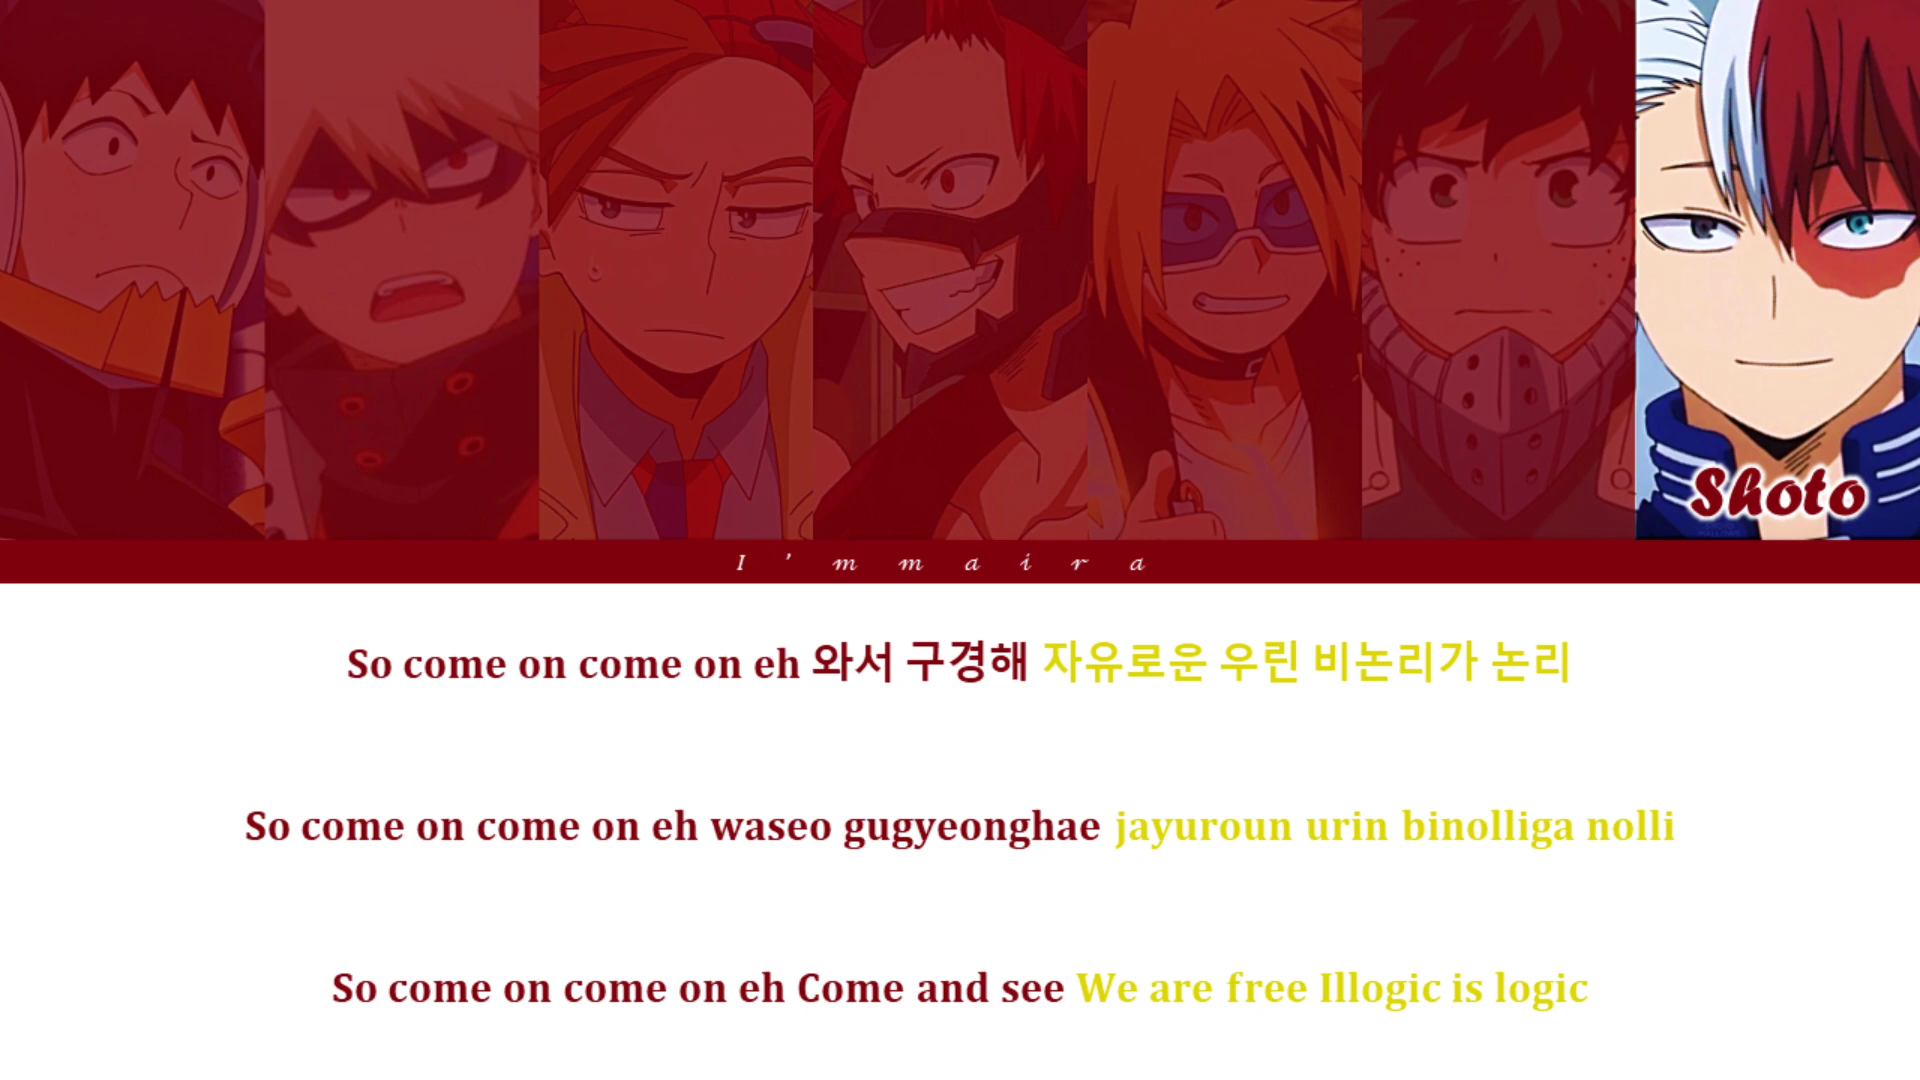 Shoto
I'mmaira
So come on come on eh 와서 구경해 자유로운 우린 비논리가 논리
So come on come on eh waseo gugyeonghae jayuroun urin binolliga nolli
So come on come on eh Come and see We are free Illogic is logic